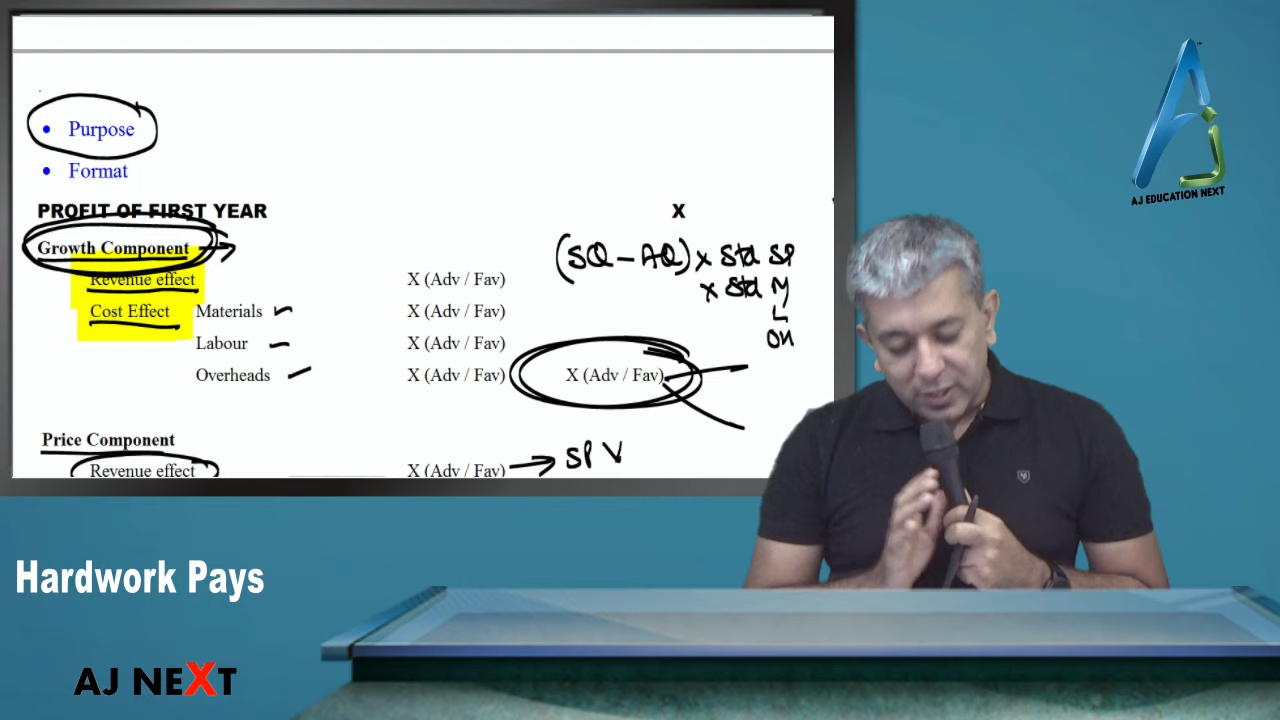 • Purpose
• Format
PROFIT OF FIRST YEAR X
Growth Component
(SQ - AQ) x Std SP
Revenue effect X (Adv / Fav)
x Std M
Cost Effect Materials X (Adv / Fav)
L
Labour X (Adv / Fav)
OH
Overheads X (Adv / Fav) X (Adv / Fav)
Price Component
Revenue effect X (Adv / Fav) → SP V
AJ EDUCATION NEXT
Hardwork Pays
AJ NEXT